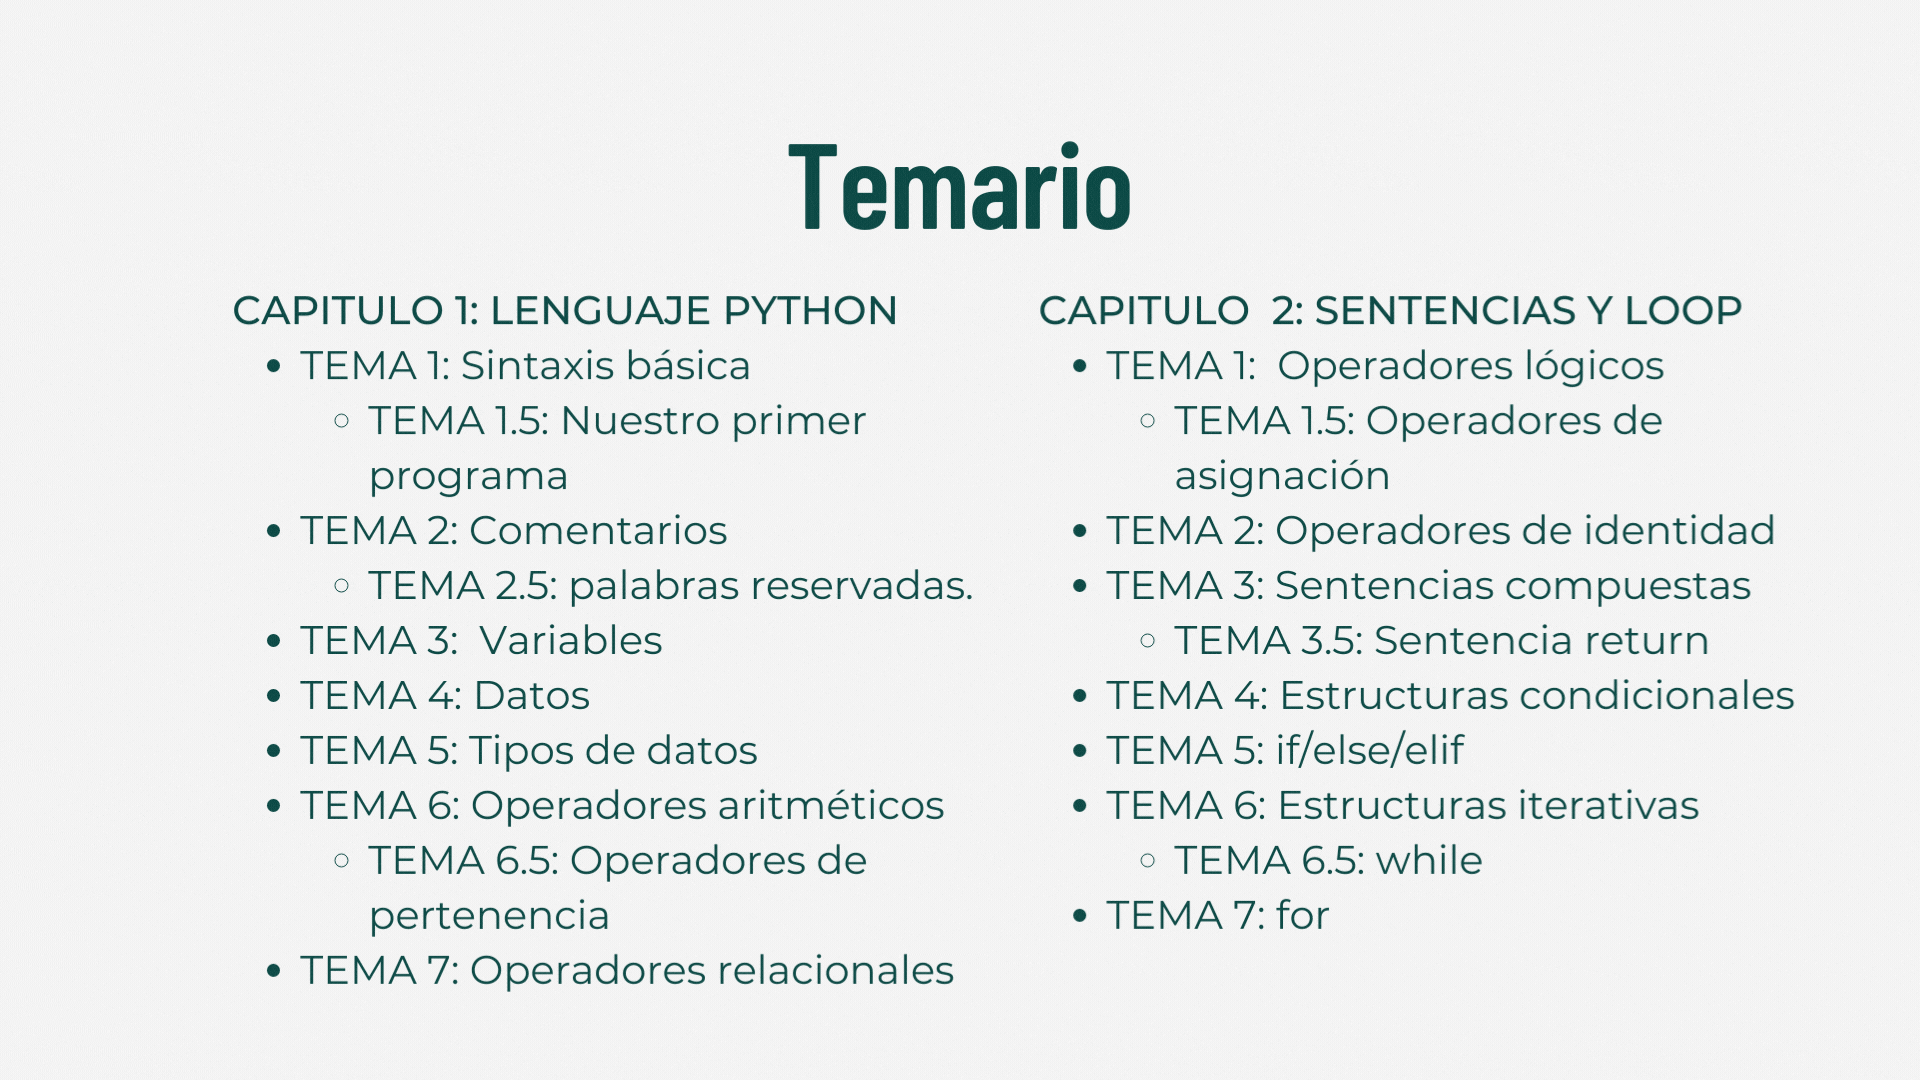 Temario
CAPITULO 1: LENGUAJE PYTHON
TEMA 1: Sintaxis básica
TEMA 1.5: Nuestro primer
programa
TEMA 2: Comentarios
TEMA 2.5: palabras reservadas.
TEMA 3:  Variables
TEMA 4: Datos
TEMA 5: Tipos de datos
TEMA 6: Operadores aritméticos
TEMA 6.5: Operadores de
pertenencia
TEMA 7: Operadores relacionales
CAPITULO  2: SENTENCIAS Y LOOP
TEMA 1:  Operadores lógicos
TEMA 1.5: Operadores de
asignación
TEMA 2: Operadores de identidad
TEMA 3: Sentencias compuestas
TEMA 3.5: Sentencia return
TEMA 4: Estructuras condicionales
TEMA 5: if/else/elif
TEMA 6: Estructuras iterativas
TEMA 6.5: while
TEMA 7: for